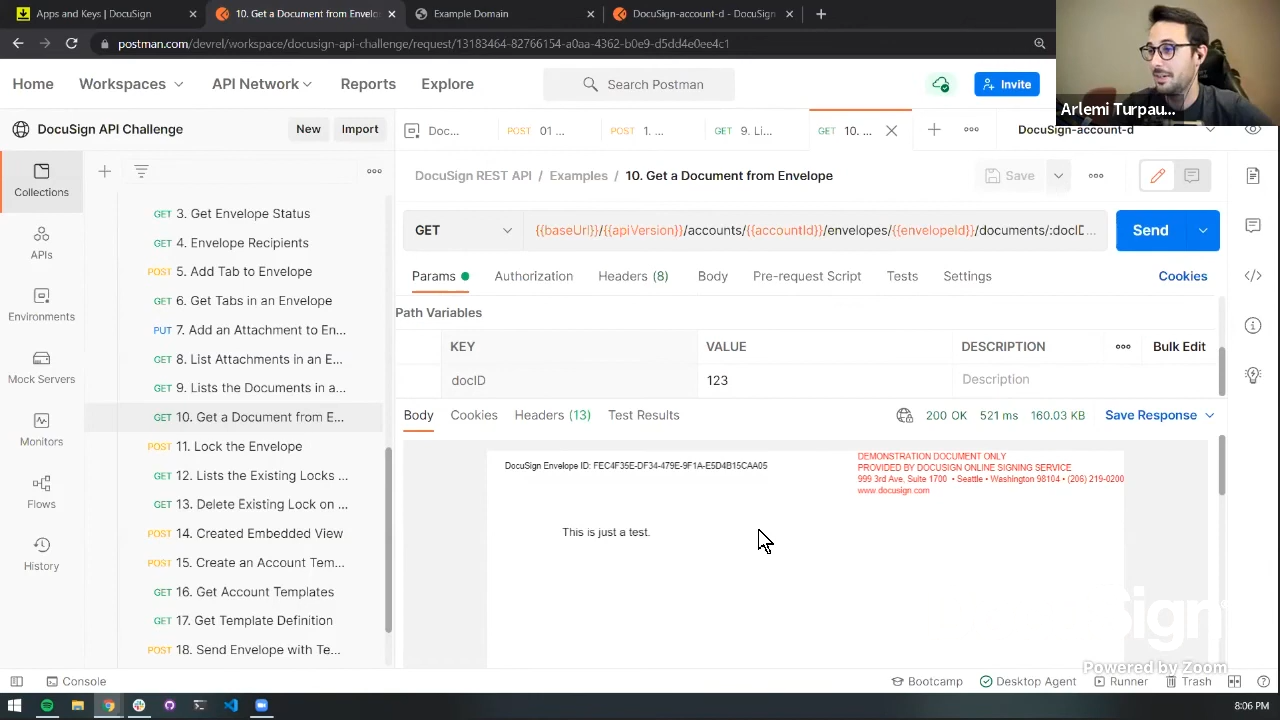 Apps and Keys | DocuSign
10. Get a Document from Envelo
Example Domain
DocuSign-account-d - DocuSign
postman.com/devrel/workspace/docusign-api-challenge/request/13183464-82766154-a0aa-4362-b0e9-d5dd4e0ee4c1
Arlemi Turpau...
Home
Workspaces
API Network
Reports
Explore
Search Postman
Invite
DocuSign API Challenge
New
Import
Doc...
POST 01 ...
POST 1. ...
GET 9. Li...
GET 10. ...
DocuSign-account-d
Collections
APIs
Environments
Mock Servers
Monitors
Flows
History
GET 3. Get Envelope Status
GET 4. Envelope Recipients
POST 5. Add Tab to Envelope
GET 6. Get Tabs in an Envelope
PUT 7. Add an Attachment to En...
GET 8. List Attachments in an E...
GET 9. Lists the Documents in a...
GET 10. Get a Document from E...
POST 11. Lock the Envelope
GET 12. Lists the Existing Locks ...
GET 13. Delete Existing Lock on ...
POST 14. Created Embedded View
POST 15. Create an Account Tem...
GET 16. Get Account Templates
GET 17. Get Template Definition
POST 18. Send Envelope with Te...
DocuSign REST API / Examples / 10. Get a Document from Envelope
Save
GET
{{baseUrl}}/{{apiVersion}}/accounts/{{accountId}}/envelopes/{{envelopeId}}/documents/:docID...
Send
Params
Authorization
Headers (8)
Body
Pre-request Script
Tests
Settings
Cookies
Path Variables
KEY VALUE DESCRIPTION
Bulk Edit
docID 123 Description
Body
Cookies
Headers (13)
Test Results
200 OK 521 ms 160.03 KB
Save Response
DocuSign Envelope ID: FEC4F35E-DF34-479E-9F1A-E5D4B15CAA05
DEMONSTRATION DOCUMENT ONLY
PROVIDED BY DOCUSIGN ONLINE SIGNING SERVICE
999 3rd Ave, Suite 1700 • Seattle • Washington 98104 • (206) 219-0200
www.docusign.com
This is just a test.
Sign
Powered by Zoom
Console
Bootcamp
Desktop Agent
Runner
Trash
8:06 PM